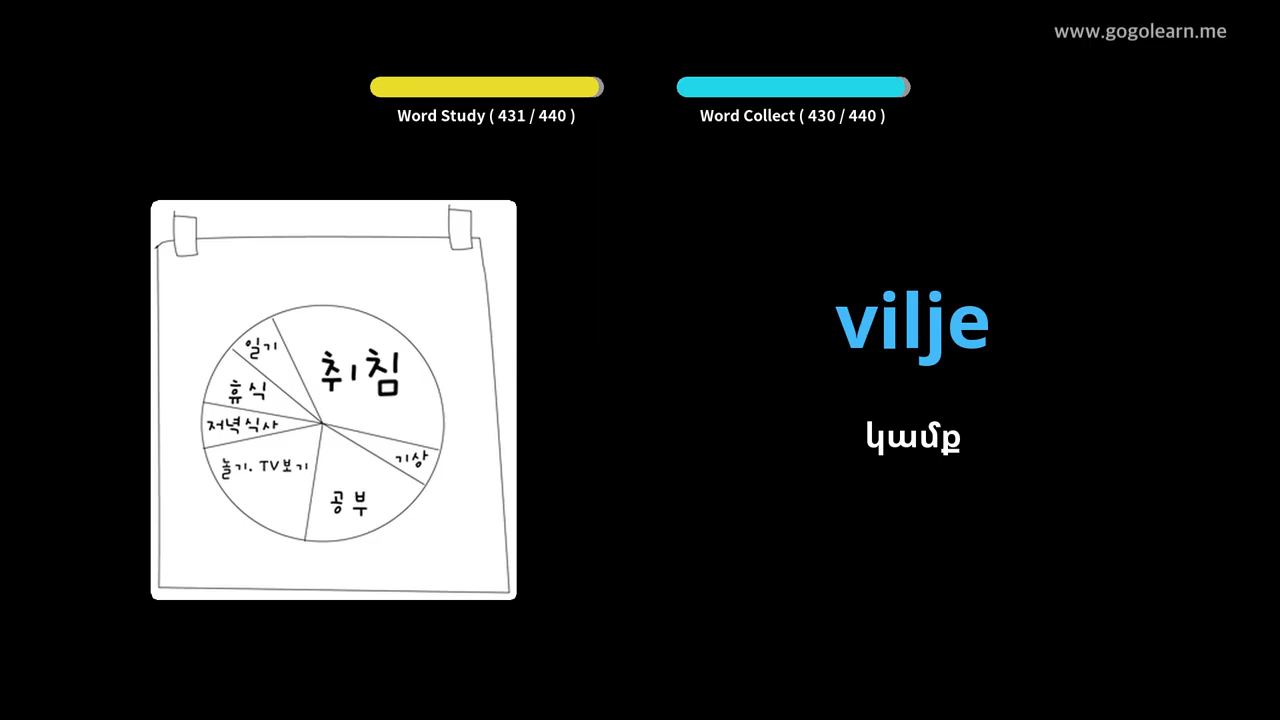 www.gogolearn.me
Word Study ( 431 / 440 )
Word Collect ( 430 / 440 )
일기
취침
휴식
저녁식사
놀기. TV보기
기상
공부
vilje
կամք